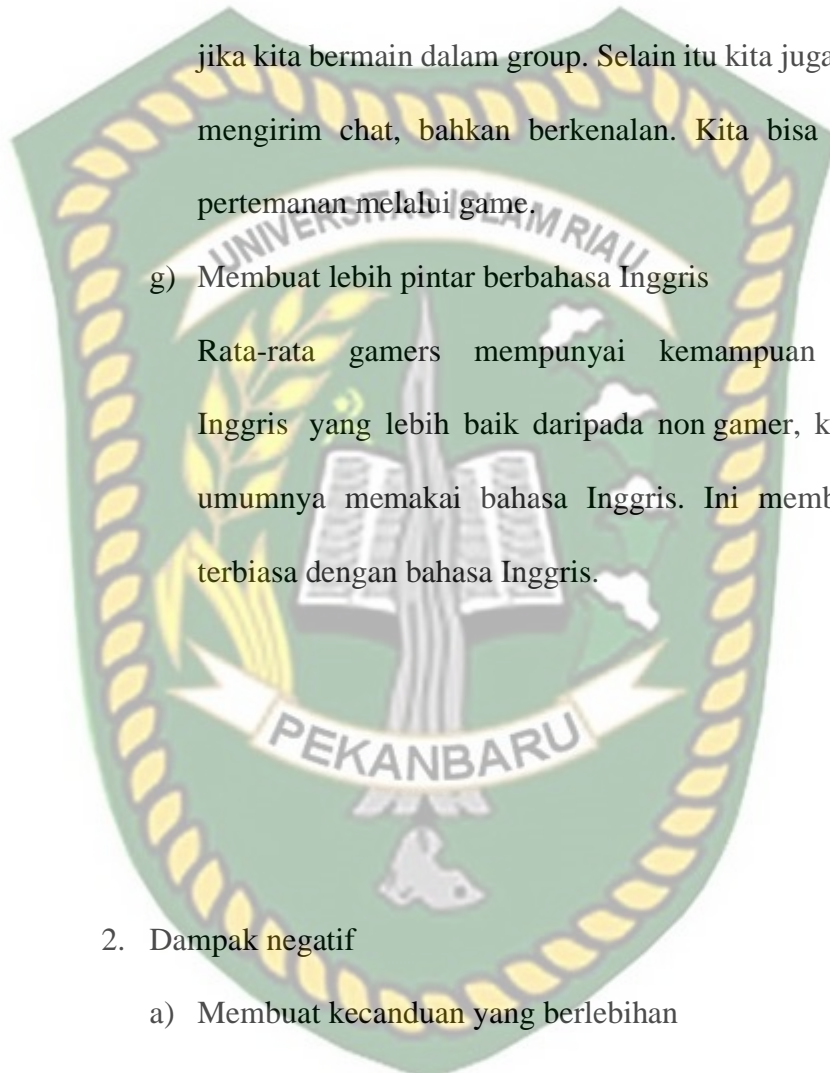 jika kita bermain dalam group. Selain itu kita juga
mengirim chat, bahkan berkenalan. Kita bisa
pertemanan melalui game.
UNIVERSITAS ISLAM RIAU
g) Membuat lebih pintar berbahasa Inggris
Rata-rata gamers mempunyai kemampuan
Inggris yang lebih baik daripada non gamer,
umumnya memakai bahasa Inggris. Ini
terbiasa dengan bahasa Inggris.
PEKANBARU
2. Dampak negatif
a) Membuat kecanduan yang berlebihan